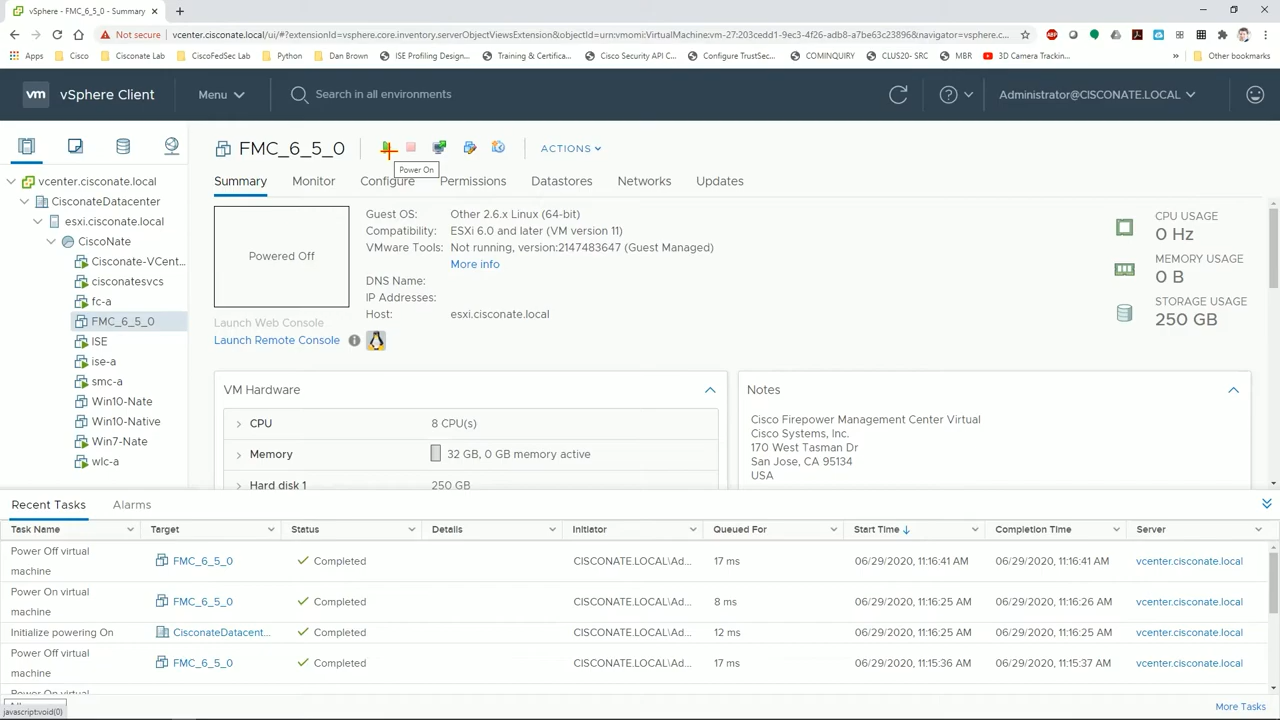 vSphere - FMC_6_5_0 - Summary
Not secure | vcenter.cisconate.local/ui/#?extensionId=vsphere.core.inventory.serverObjectViewsExtension&objectId=urn:vmomi:VirtualMachine:vm-27:203cedd1-9ec3-4f26-adb8-a7be63c23896&navigator=vsphere.c...
Apps Cisco Cisconate Lab CiscoFedSec Lab Python Dan Brown ISE Profiling Design... Training & Certifica... Cisco Security API C... Configure TrustSec... COMINQUIRY CLUS20- SRC MBR 3D Camera Trackin... » Other bookmarks
vm vSphere Client Menu Search in all environments Administrator@CISCONATE.LOCAL
FMC_6_5_0 ACTIONS
Power On
Summary Monitor Configure Permissions Datastores Networks Updates
vcenter.cisconate.local
CisconateDatacenter
esxi.cisconate.local
CiscoNate
Cisconate-VCent...
cisconatesvcs
fc-a
FMC_6_5_0
ISE
ise-a
smc-a
Win10-Nate
Win10-Native
Win7-Nate
wlc-a
Powered Off
Launch Web Console
Launch Remote Console
Guest OS: Other 2.6.x Linux (64-bit)
Compatibility: ESXi 6.0 and later (VM version 11)
VMware Tools: Not running, version:2147483647 (Guest Managed)
More info
DNS Name:
IP Addresses:
Host: esxi.cisconate.local
CPU USAGE
0 Hz
MEMORY USAGE
0 B
STORAGE USAGE
250 GB
VM Hardware
CPU 8 CPU(s)
Memory 32 GB, 0 GB memory active
Hard disk 1 250 GB
Notes
Cisco Firepower Management Center Virtual
Cisco Systems, Inc.
170 West Tasman Dr
San Jose, CA 95134
USA
Recent Tasks Alarms
Task Name Target Status Details Initiator Queued For Start Time Completion Time Server
Power Off virtual
machine
FMC_6_5_0 Completed CISCONATE.LOCAL\Ad... 17 ms 06/29/2020, 11:16:41 AM 06/29/2020, 11:16:41 AM vcenter.cisconate.local
Power On virtual
machine
FMC_6_5_0 Completed CISCONATE.LOCAL\Ad... 8 ms 06/29/2020, 11:16:25 AM 06/29/2020, 11:16:26 AM vcenter.cisconate.local
Initialize powering On CisconateDatacent... Completed CISCONATE.LOCAL\Ad... 12 ms 06/29/2020, 11:16:25 AM 06/29/2020, 11:16:25 AM vcenter.cisconate.local
Power Off virtual
machine
FMC_6_5_0 Completed CISCONATE.LOCAL\Ad... 17 ms 06/29/2020, 11:15:36 AM 06/29/2020, 11:15:37 AM vcenter.cisconate.local
Power On virtual
More Tasks
javascript:void(0)